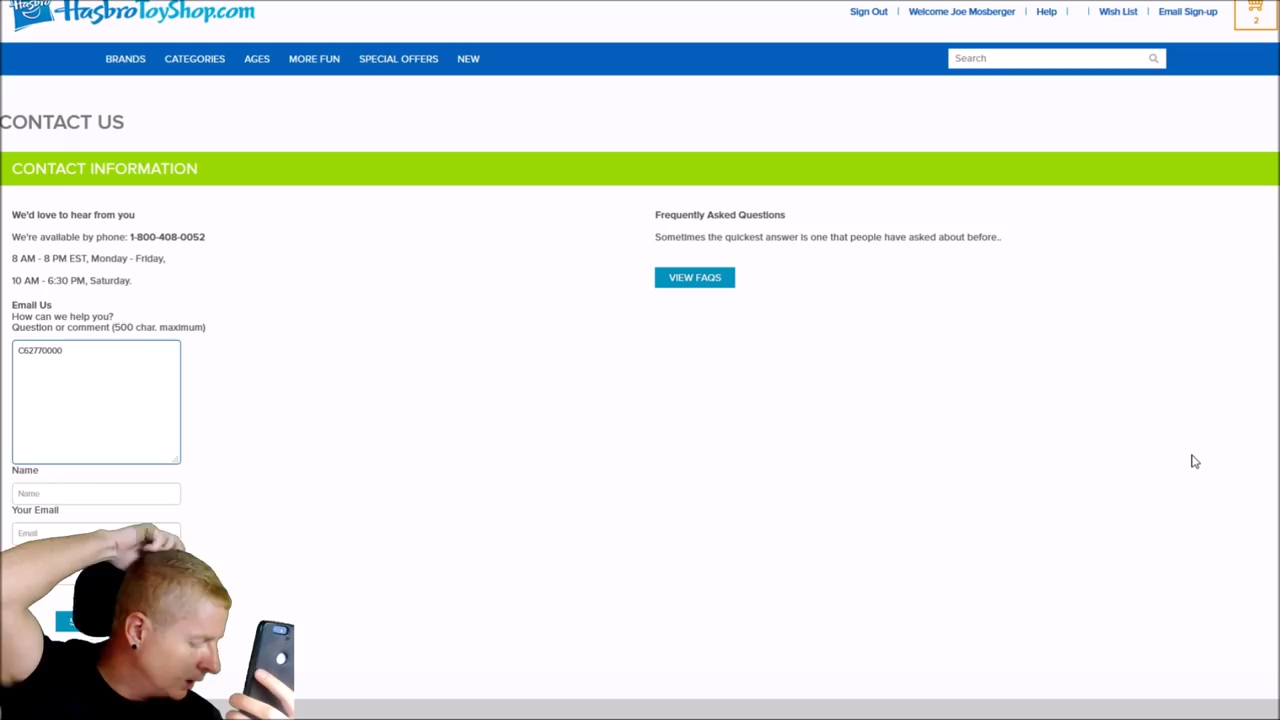 Hasbro
HasbroToyShop.com
Sign Out
Welcome Joe Mosberger
Help
Wish List
Email Sign-up
2
BRANDS
CATEGORIES
AGES
MORE FUN
SPECIAL OFFERS
NEW
Search
CONTACT US
CONTACT INFORMATION
We'd love to hear from you
We're available by phone: 1-800-408-0052
8 AM - 8 PM EST, Monday - Friday,
10 AM - 6:30 PM, Saturday.
Email Us
How can we help you?
Question or comment (500 char. maximum)
C62770000
Name
Name
Your Email
Email
Frequently Asked Questions
Sometimes the quickest answer is one that people have asked about before..
VIEW FAQS